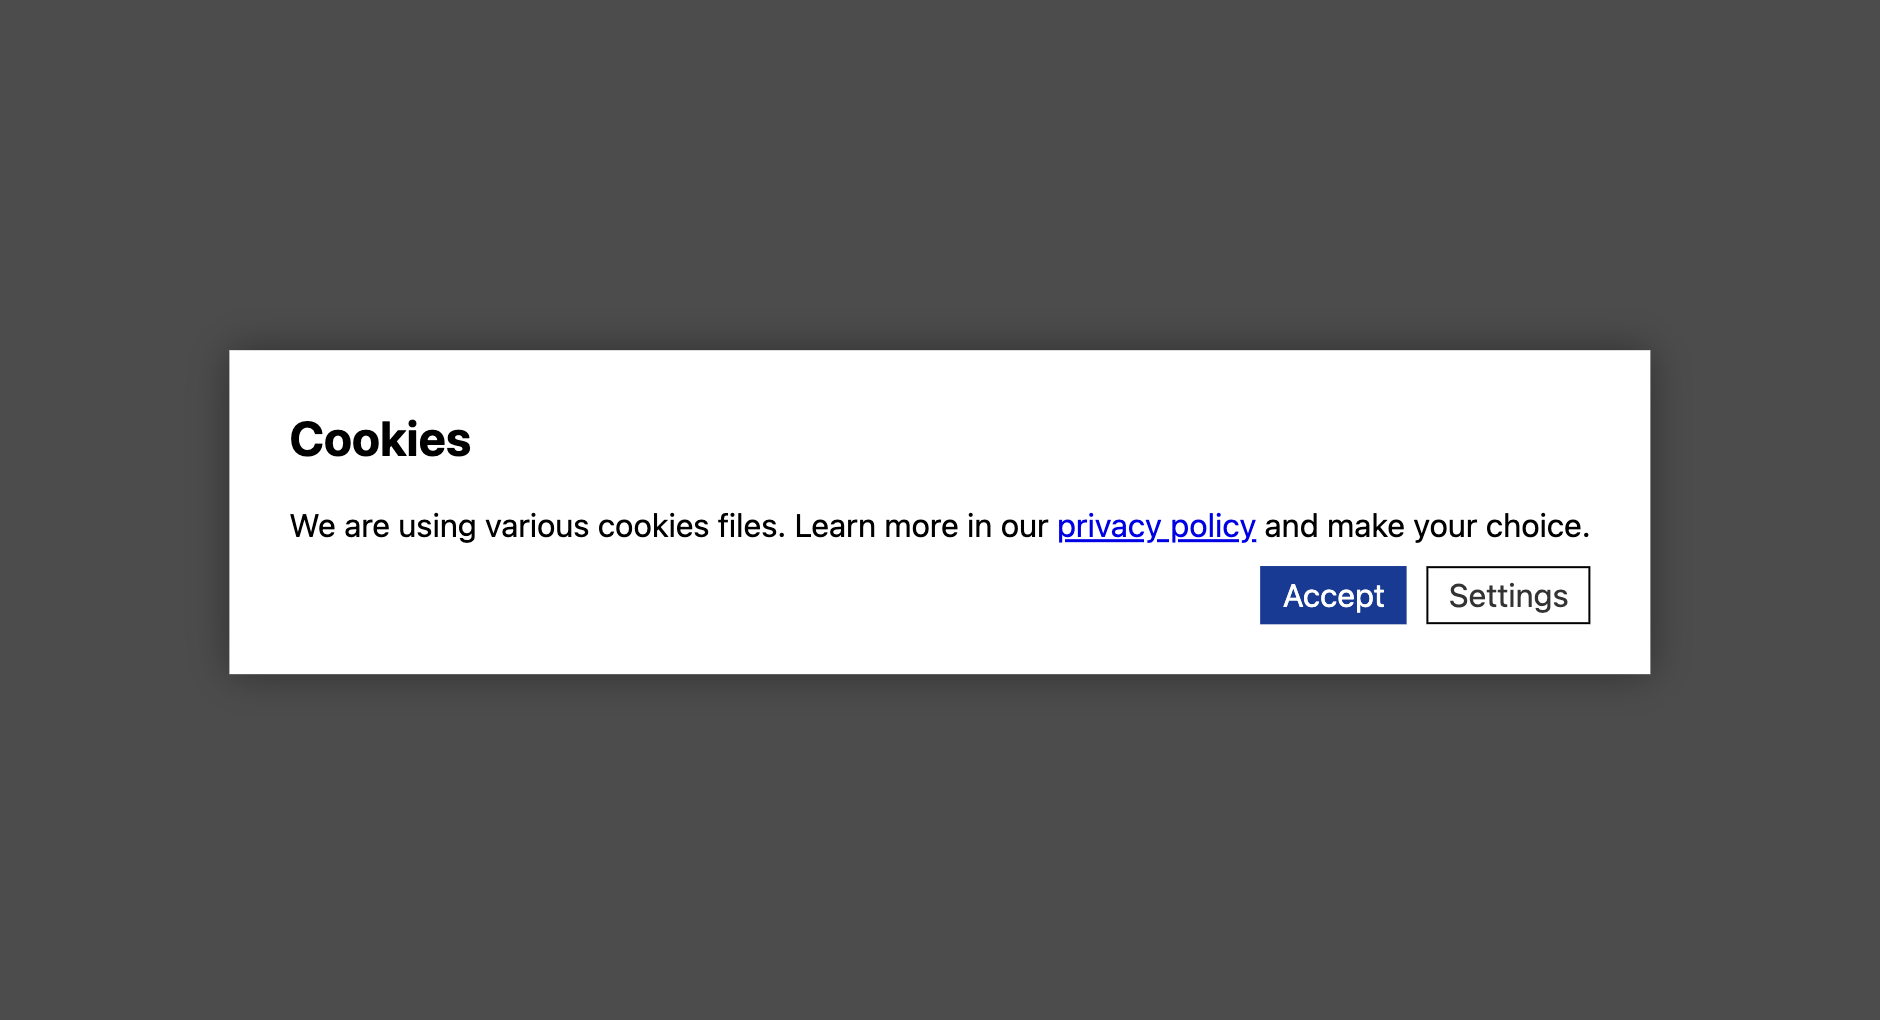 Cookies
We are using various cookies files. Learn more in our privacy policy and make your choice.
Accept
Settings